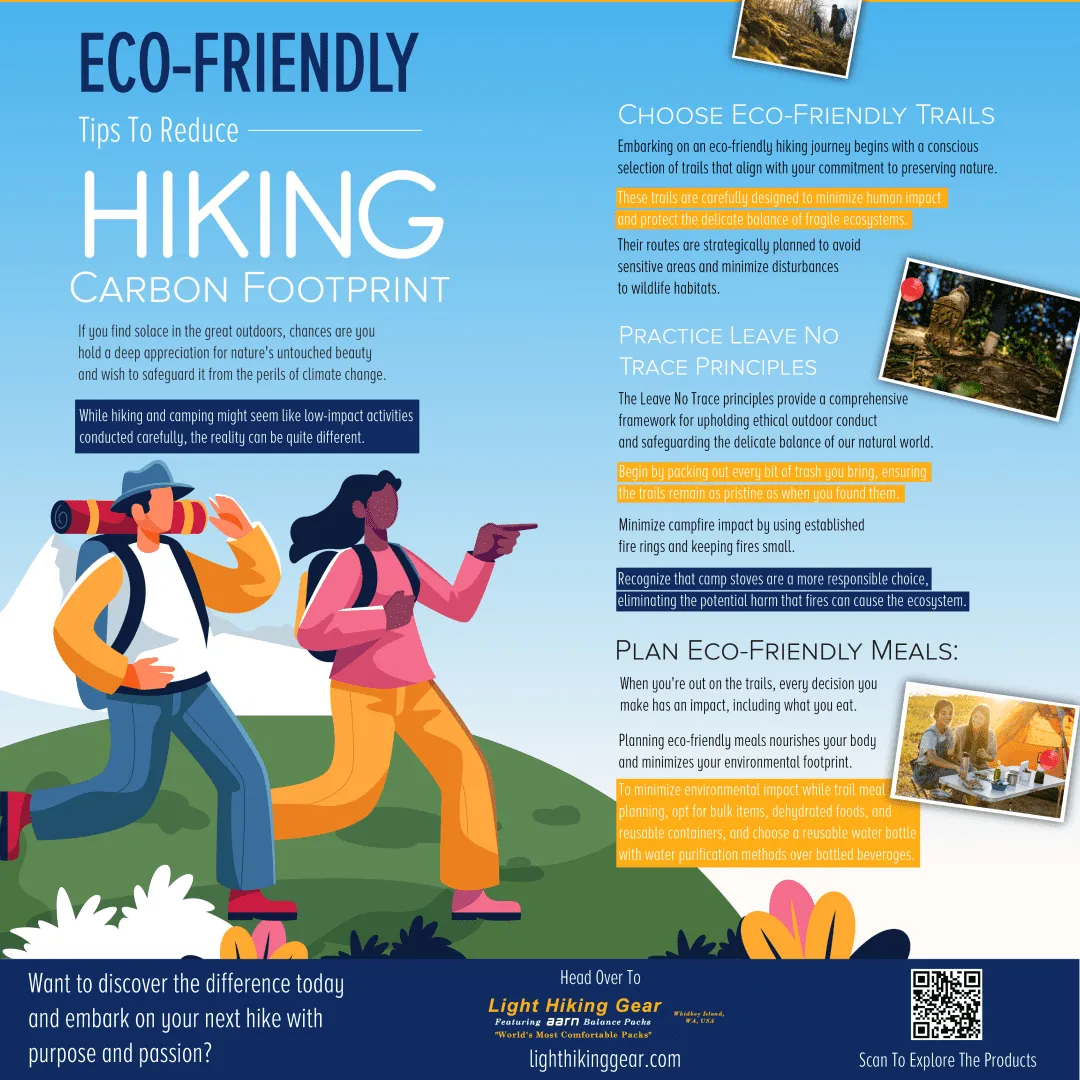 ECO-FRIENDLY
Tips To Reduce
HIKING
CARBON FOOTPRINT
If you find solace in the great outdoors, chances are you
hold a deep appreciation for nature's untouched beauty
and wish to safeguard it from the perils of climate change.
While hiking and camping might seem like low-impact activities
conducted carefully, the reality can be quite different.
CHOOSE ECO-FRIENDLY TRAILS
Embarking on an eco-friendly hiking journey begins with a conscious
selection of trails that align with your commitment to preserving nature.
These trails are carefully designed to minimize human impact
and protect the delicate balance of fragile ecosystems.
Their routes are strategically planned to avoid
sensitive areas and minimize disturbances
to wildlife habitats.
PRACTICE LEAVE NO
TRACE PRINCIPLES
The Leave No Trace principles provide a comprehensive
framework for upholding ethical outdoor conduct
and safeguarding the delicate balance of our natural world.
Begin by packing out every bit of trash you bring, ensuring
the trails remain as pristine as when you found them.
Minimize campfire impact by using established
fire rings and keeping fires small.
Recognize that camp stoves are a more responsible choice,
eliminating the potential harm that fires can cause the ecosystem.
PLAN ECO-FRIENDLY MEALS:
When you're out on the trails, every decision you
make has an impact, including what you eat.
Planning eco-friendly meals nourishes your body
and minimizes your environmental footprint.
To minimize environmental impact while trail meal
planning, opt for bulk items, dehydrated foods, and
reusable containers, and choose a reusable water bottle
with water purification methods over bottled beverages.
Want to discover the difference today
and embark on your next hike with
purpose and passion?
Head Over To
Light Hiking Gear
Featuring aarn Balance Packs
"World's Most Comfortable Packs"
Whidbey Island,
WA, USA
lighthikinggear.com
Scan To Explore The Products